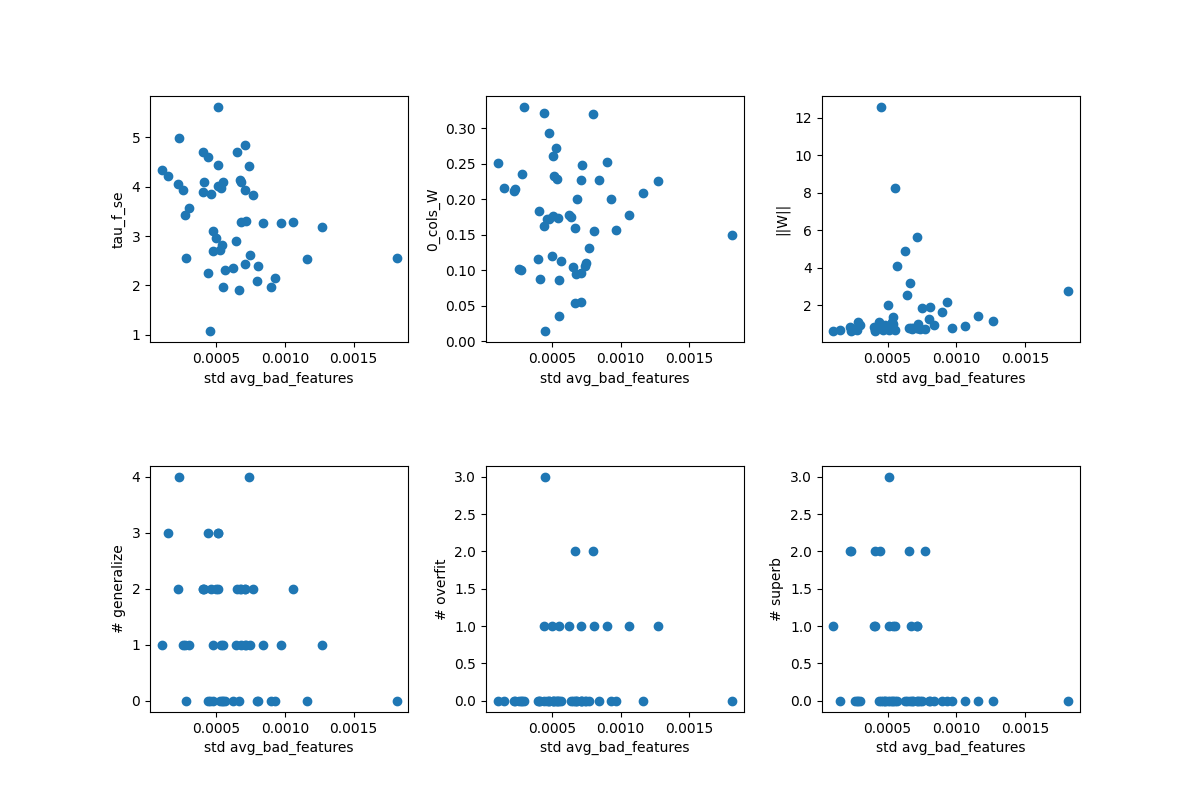 5
4
3
2
1
tau_f_se
0.0005 0.0010 0.0015
std avg_bad_features
0.30
0.25
0.20
0.15
0.10
0.05
0.00
0_cols_W
0.0005 0.0010 0.0015
std avg_bad_features
12
10
8
6
4
2
||W||
0.0005 0.0010 0.0015
std avg_bad_features
4
3
2
1
0
# generalize
0.0005 0.0010 0.0015
std avg_bad_features
3.0
2.5
2.0
1.5
1.0
0.5
0.0
# overfit
0.0005 0.0010 0.0015
std avg_bad_features
3.0
2.5
2.0
1.5
1.0
0.5
0.0
# superb
0.0005 0.0010 0.0015
std avg_bad_features